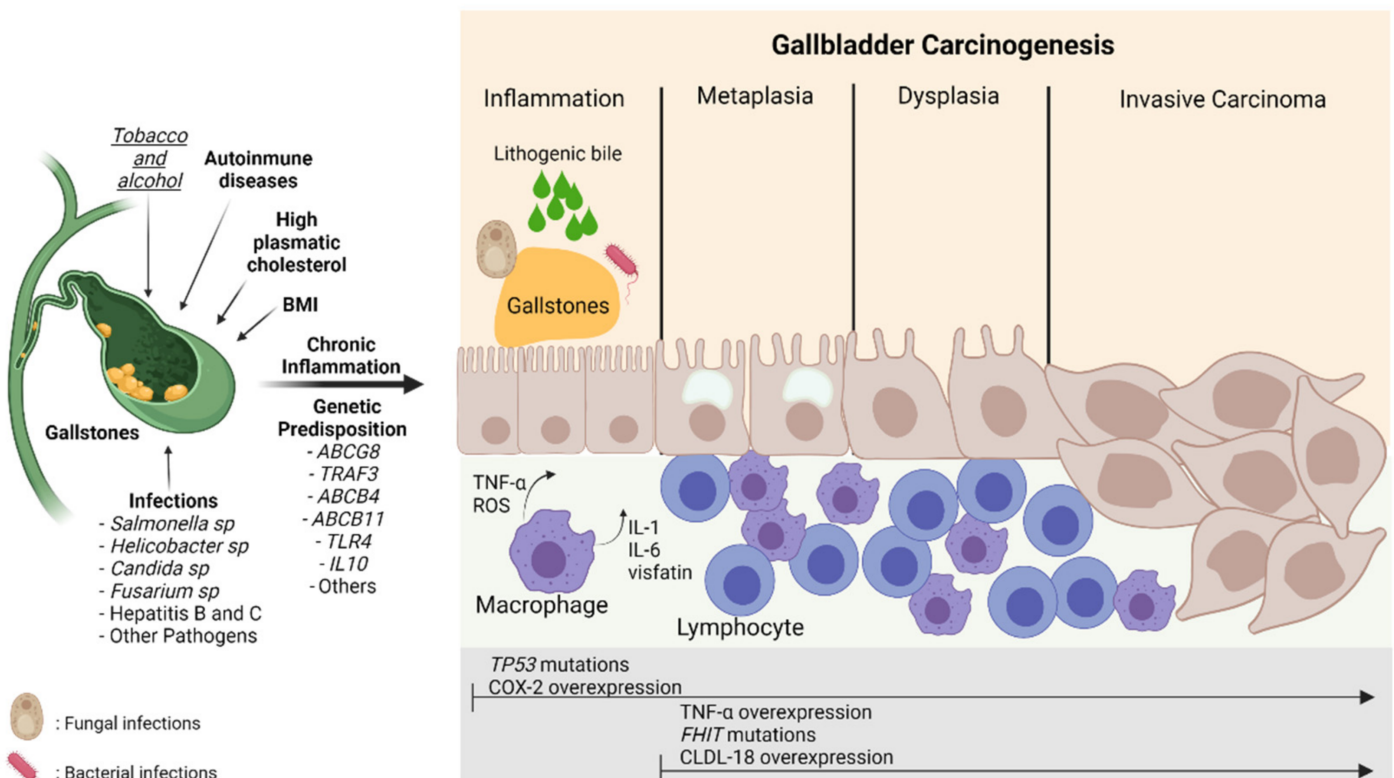 Gallbladder Carcinogenesis
Inflammation
Metaplasia
Dysplasia
Invasive Carcinoma
Tobacco
and
alcohol
Autoinmune
diseases
High
plasmatic
cholesterol
BMI
Chronic
Inflammation
Genetic
Predisposition
- ABCG8
- TRAF3
- ABCB4
- ABCB11
- TLR4
- IL10
- Others
Gallstones
Infections
- Salmonella sp
- Helicobacter sp
- Candida sp
- Fusarium sp
- Hepatitis B and C
- Other Pathogens
: Fungal infections
: Bacterial infections
Lithogenic bile
Gallstones
TNF-α
ROS
IL-1
IL-6
visfatin
Macrophage
Lymphocyte
TP53 mutations
COX-2 overexpression
TNF-α overexpression
FHIT mutations
CLDL-18 overexpression